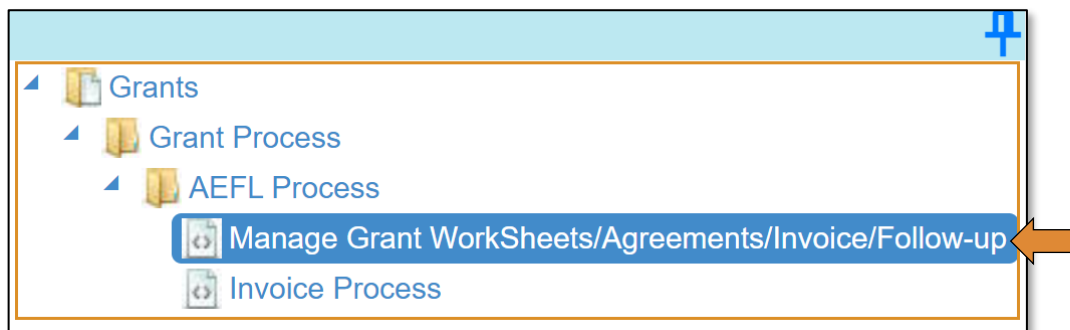 Grants
Grant Process
AEFL Process
Manage Grant WorkSheets/Agreements/Invoice/Follow-up
Invoice Process